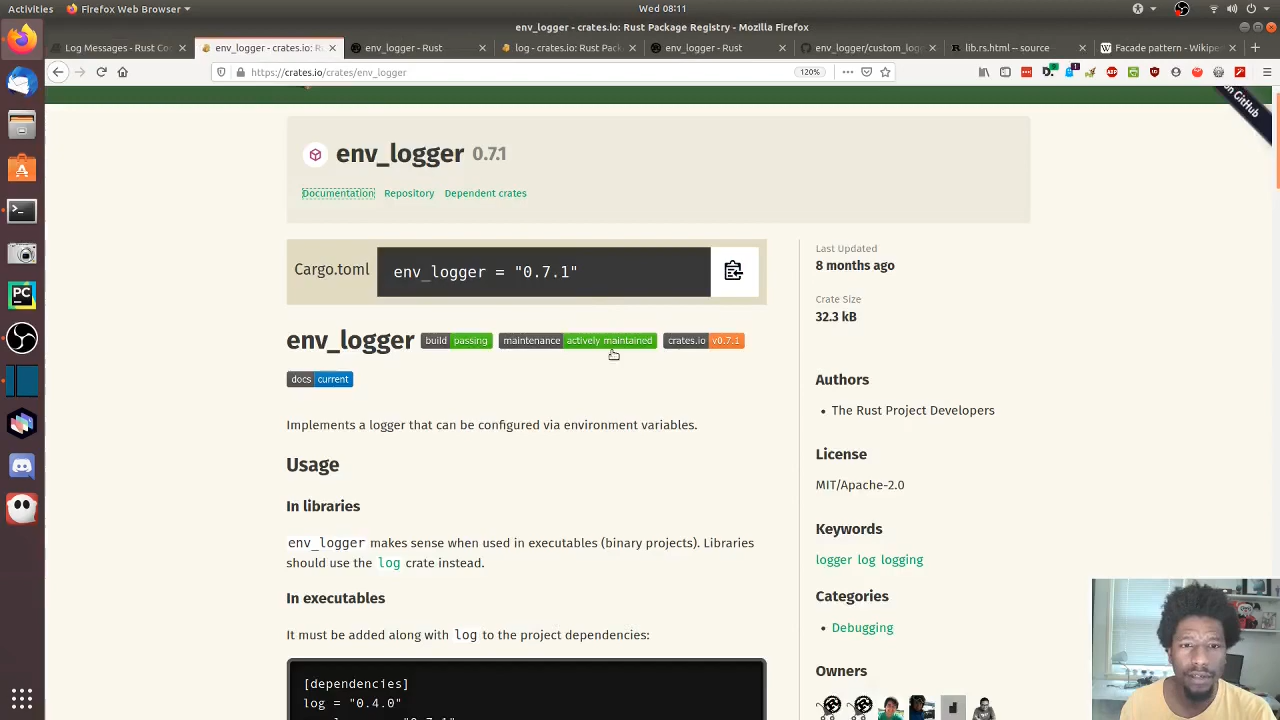 Activities
Firefox Web Browser
Wed 08:11
env_logger - crates.io: Rust Package Registry - Mozilla Firefox
Log Messages - Rust Co
env_logger - crates.io: Ru
env_logger - Rust
log - crates.io: Rust Pack
env_logger - Rust
env_logger/custom_logg
lib.rs.html -- source
Facade pattern - Wikipe
https://crates.io/crates/env_logger
120%
on GitHub
env_logger 0.7.1
Documentation Repository Dependent crates
Cargo.toml
env_logger = "0.7.1"
env_logger
build passing
maintenance actively maintained
crates.io v0.7.1
docs current
Implements a logger that can be configured via environment variables.
Usage
In libraries
env_logger makes sense when used in executables (binary projects). Libraries
should use the log crate instead.
In executables
It must be added along with log to the project dependencies:
[dependencies]
log = "0.4.0"
Last Updated
8 months ago
Crate Size
32.3 kB
Authors
• The Rust Project Developers
License
MIT/Apache-2.0
Keywords
logger log logging
Categories
• Debugging
Owners